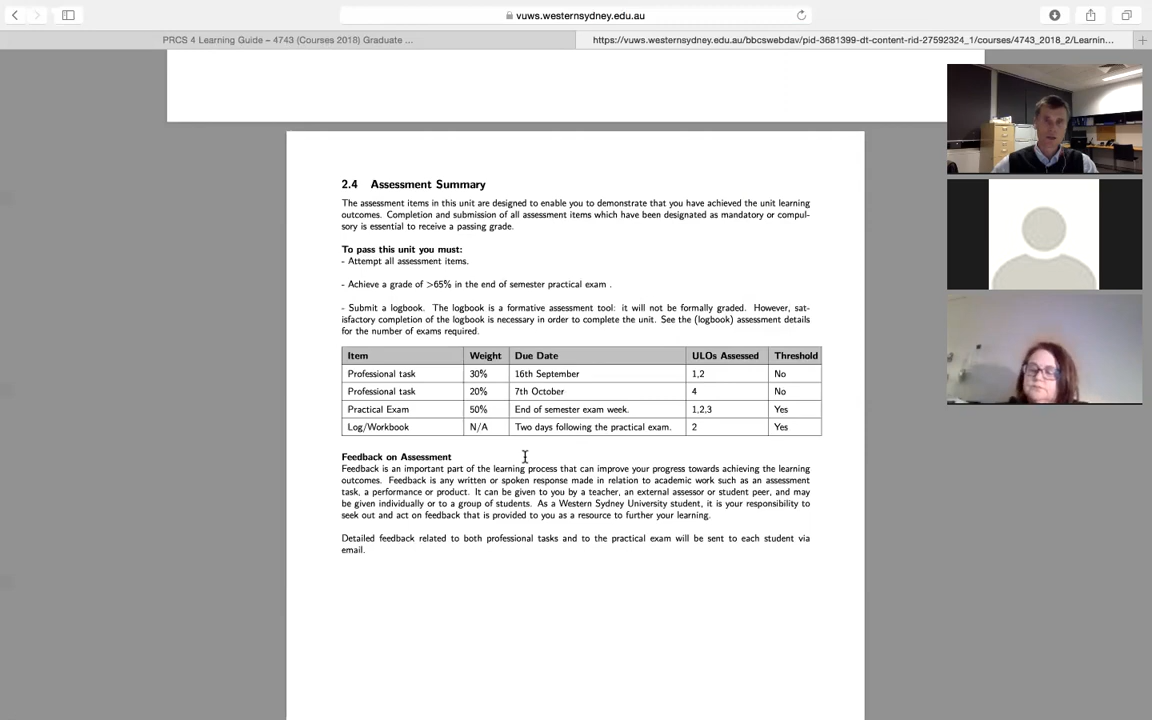 vuws.westernsydney.edu.au
PRCS 4 Learning Guide – 4743 (Courses 2018) Graduate ...
https://vuws.westernsydney.edu.au/bbcswebdav/pid-3681399-dt-content-rid-27592324_1/courses/4743_2018_2/Learnin...
2.4 Assessment Summary
The assessment items in this unit are designed to enable you to demonstrate that you have achieved the unit learning
outcomes. Completion and submission of all assessment items which have been designated as mandatory or compul-
sory is essential to receive a passing grade.
To pass this unit you must:
- Attempt all assessment items.
- Achieve a grade of >65% in the end of semester practical exam .
- Submit a logbook. The logbook is a formative assessment tool: it will not be formally graded. However, sat-
isfactory completion of the logbook is necessary in order to complete the unit. See the (logbook) assessment details
for the number of exams required.
Item Weight Due Date ULOs Assessed Threshold
Professional task 30% 16th September 1,2 No
Professional task 20% 7th October 4 No
Practical Exam 50% End of semester exam week. 1,2,3 Yes
Log/Workbook N/A Two days following the practical exam. 2 Yes
Feedback on Assessment
Feedback is an important part of the learning process that can improve your progress towards achieving the learning
outcomes. Feedback is any written or spoken response made in relation to academic work such as an assessment
task, a performance or product. It can be given to you by a teacher, an external assessor or student peer, and may
be given individually or to a group of students. As a Western Sydney University student, it is your responsibility to
seek out and act on feedback that is provided to you as a resource to further your learning.
Detailed feedback related to both professional tasks and to the practical exam will be sent to each student via
email.